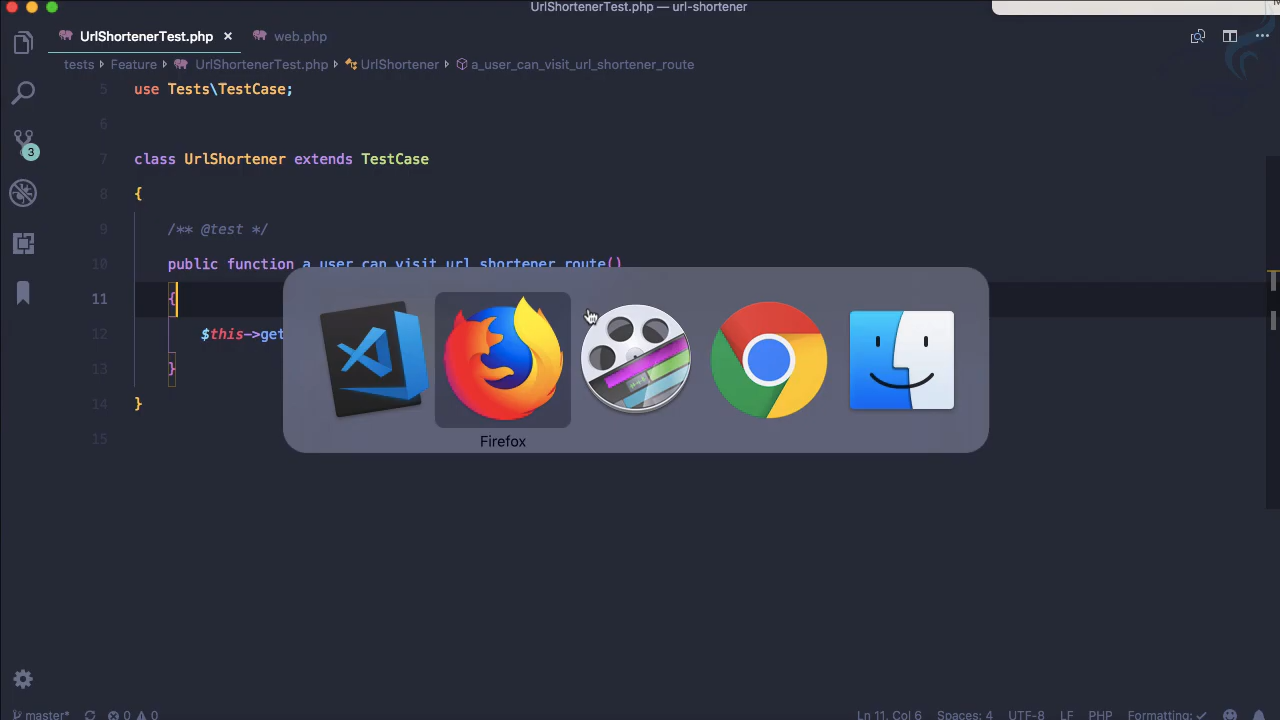 UrlShortenerTest.php — url-shortener
UrlShortenerTest.php × web.php
tests › Feature › UrlShortenerTest.php › UrlShortener › a_user_can_visit_url_shortener_route
5 use Tests\TestCase;
6
7 class UrlShortener extends TestCase
8 {
9 /** @test */
10 public function a_user_can_visit_url_shortener_route()
11 {
12 $this->get
13 }
14 }
15
3
Firefox
master* 0 0 Ln 11, Col 6 Spaces: 4 UTF-8 LF PHP Formatting: ✓